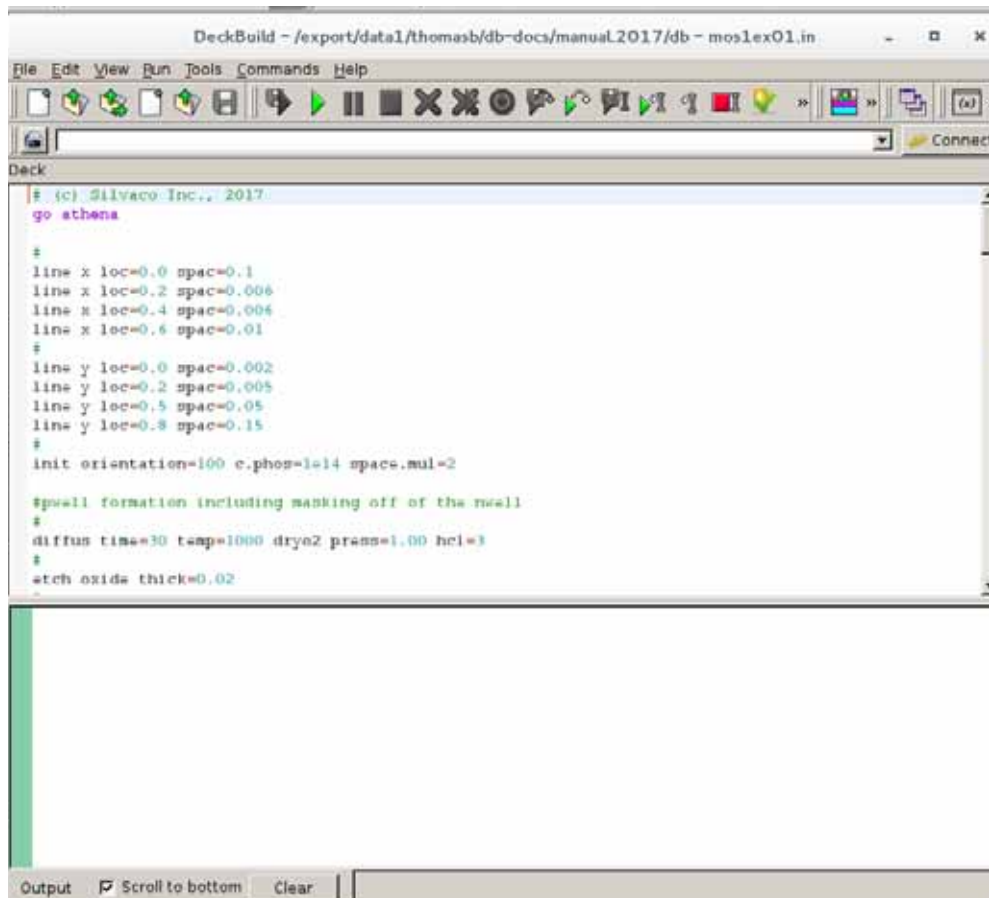 DeckBuild - /export/data1/thomasb/db-docs/manual.2017/db - mos1ex01.in
File Edit View Run Tools Commands Help
» » (x)
Connect
Deck
# (c) Silvaco Inc., 2017
go athena
#
line x loc=0.0 spac=0.1
line x loc=0.2 spac=0.006
line x loc=0.4 spac=0.006
line x loc=0.6 spac=0.01
#
line y loc=0.0 spac=0.002
line y loc=0.2 spac=0.005
line y loc=0.5 spac=0.05
line y loc=0.8 spac=0.15
#
init orientation=100 c.phos=1e14 space.mul=2
#pwell formation including masking off of the nwell
#
diffus time=30 temp=1000 dryo2 press=1.00 hcl=3
#
etch oxide thick=0.02
Output Scroll to bottom Clear